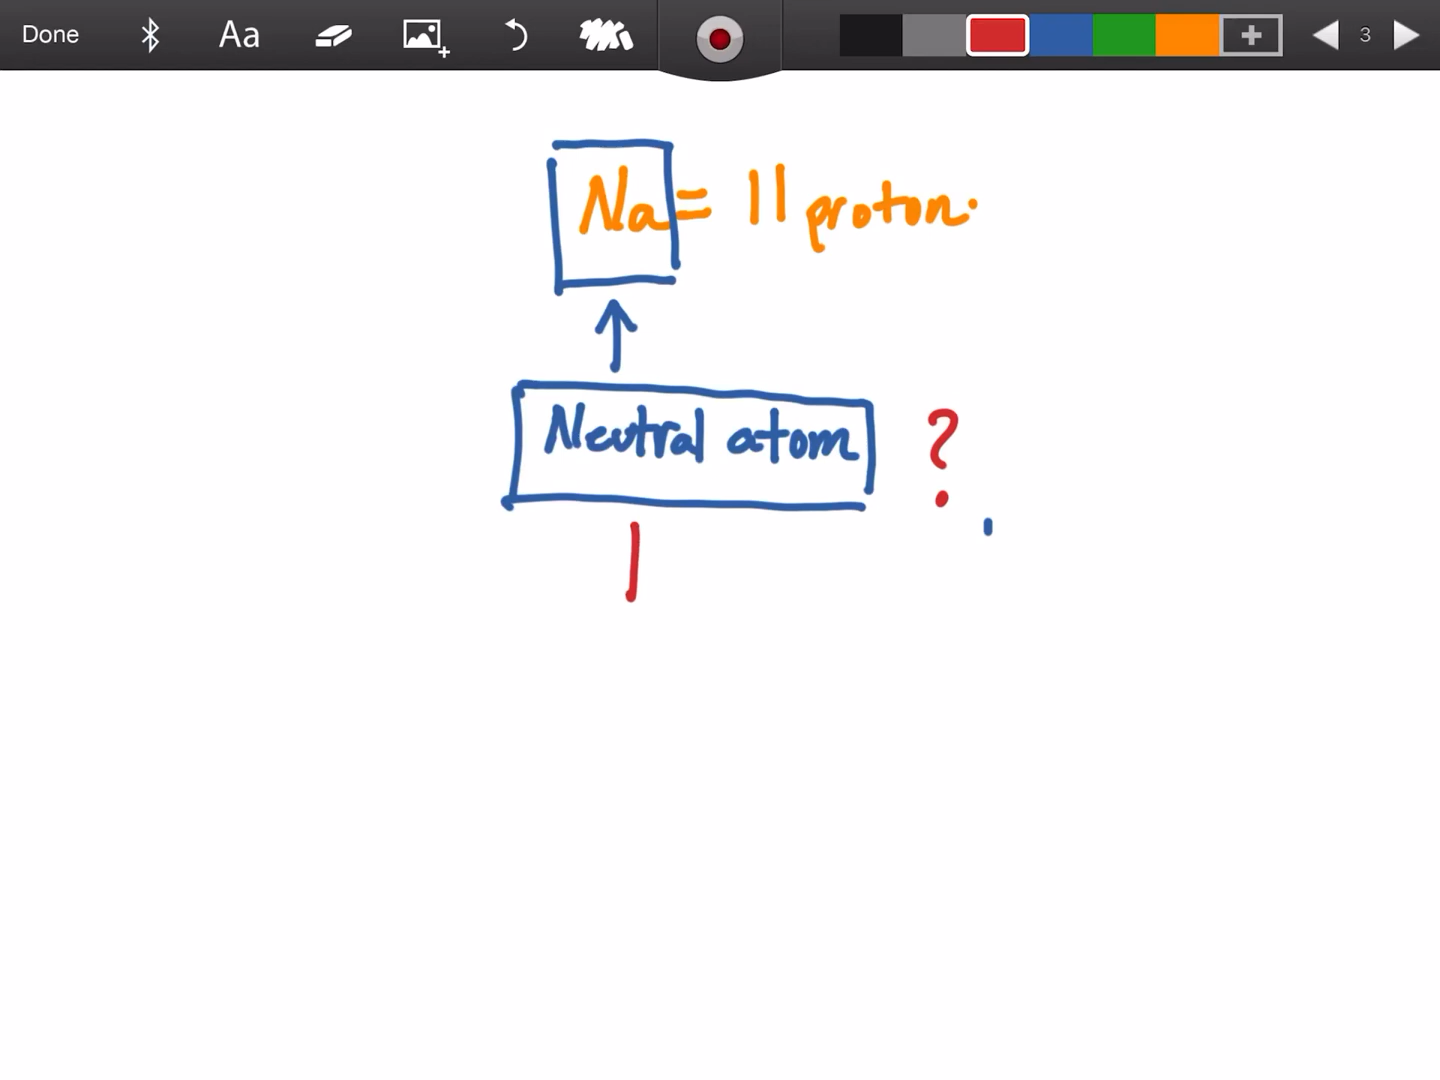 Done Aa 3
Na = 11 proton.
Neutral atom ?